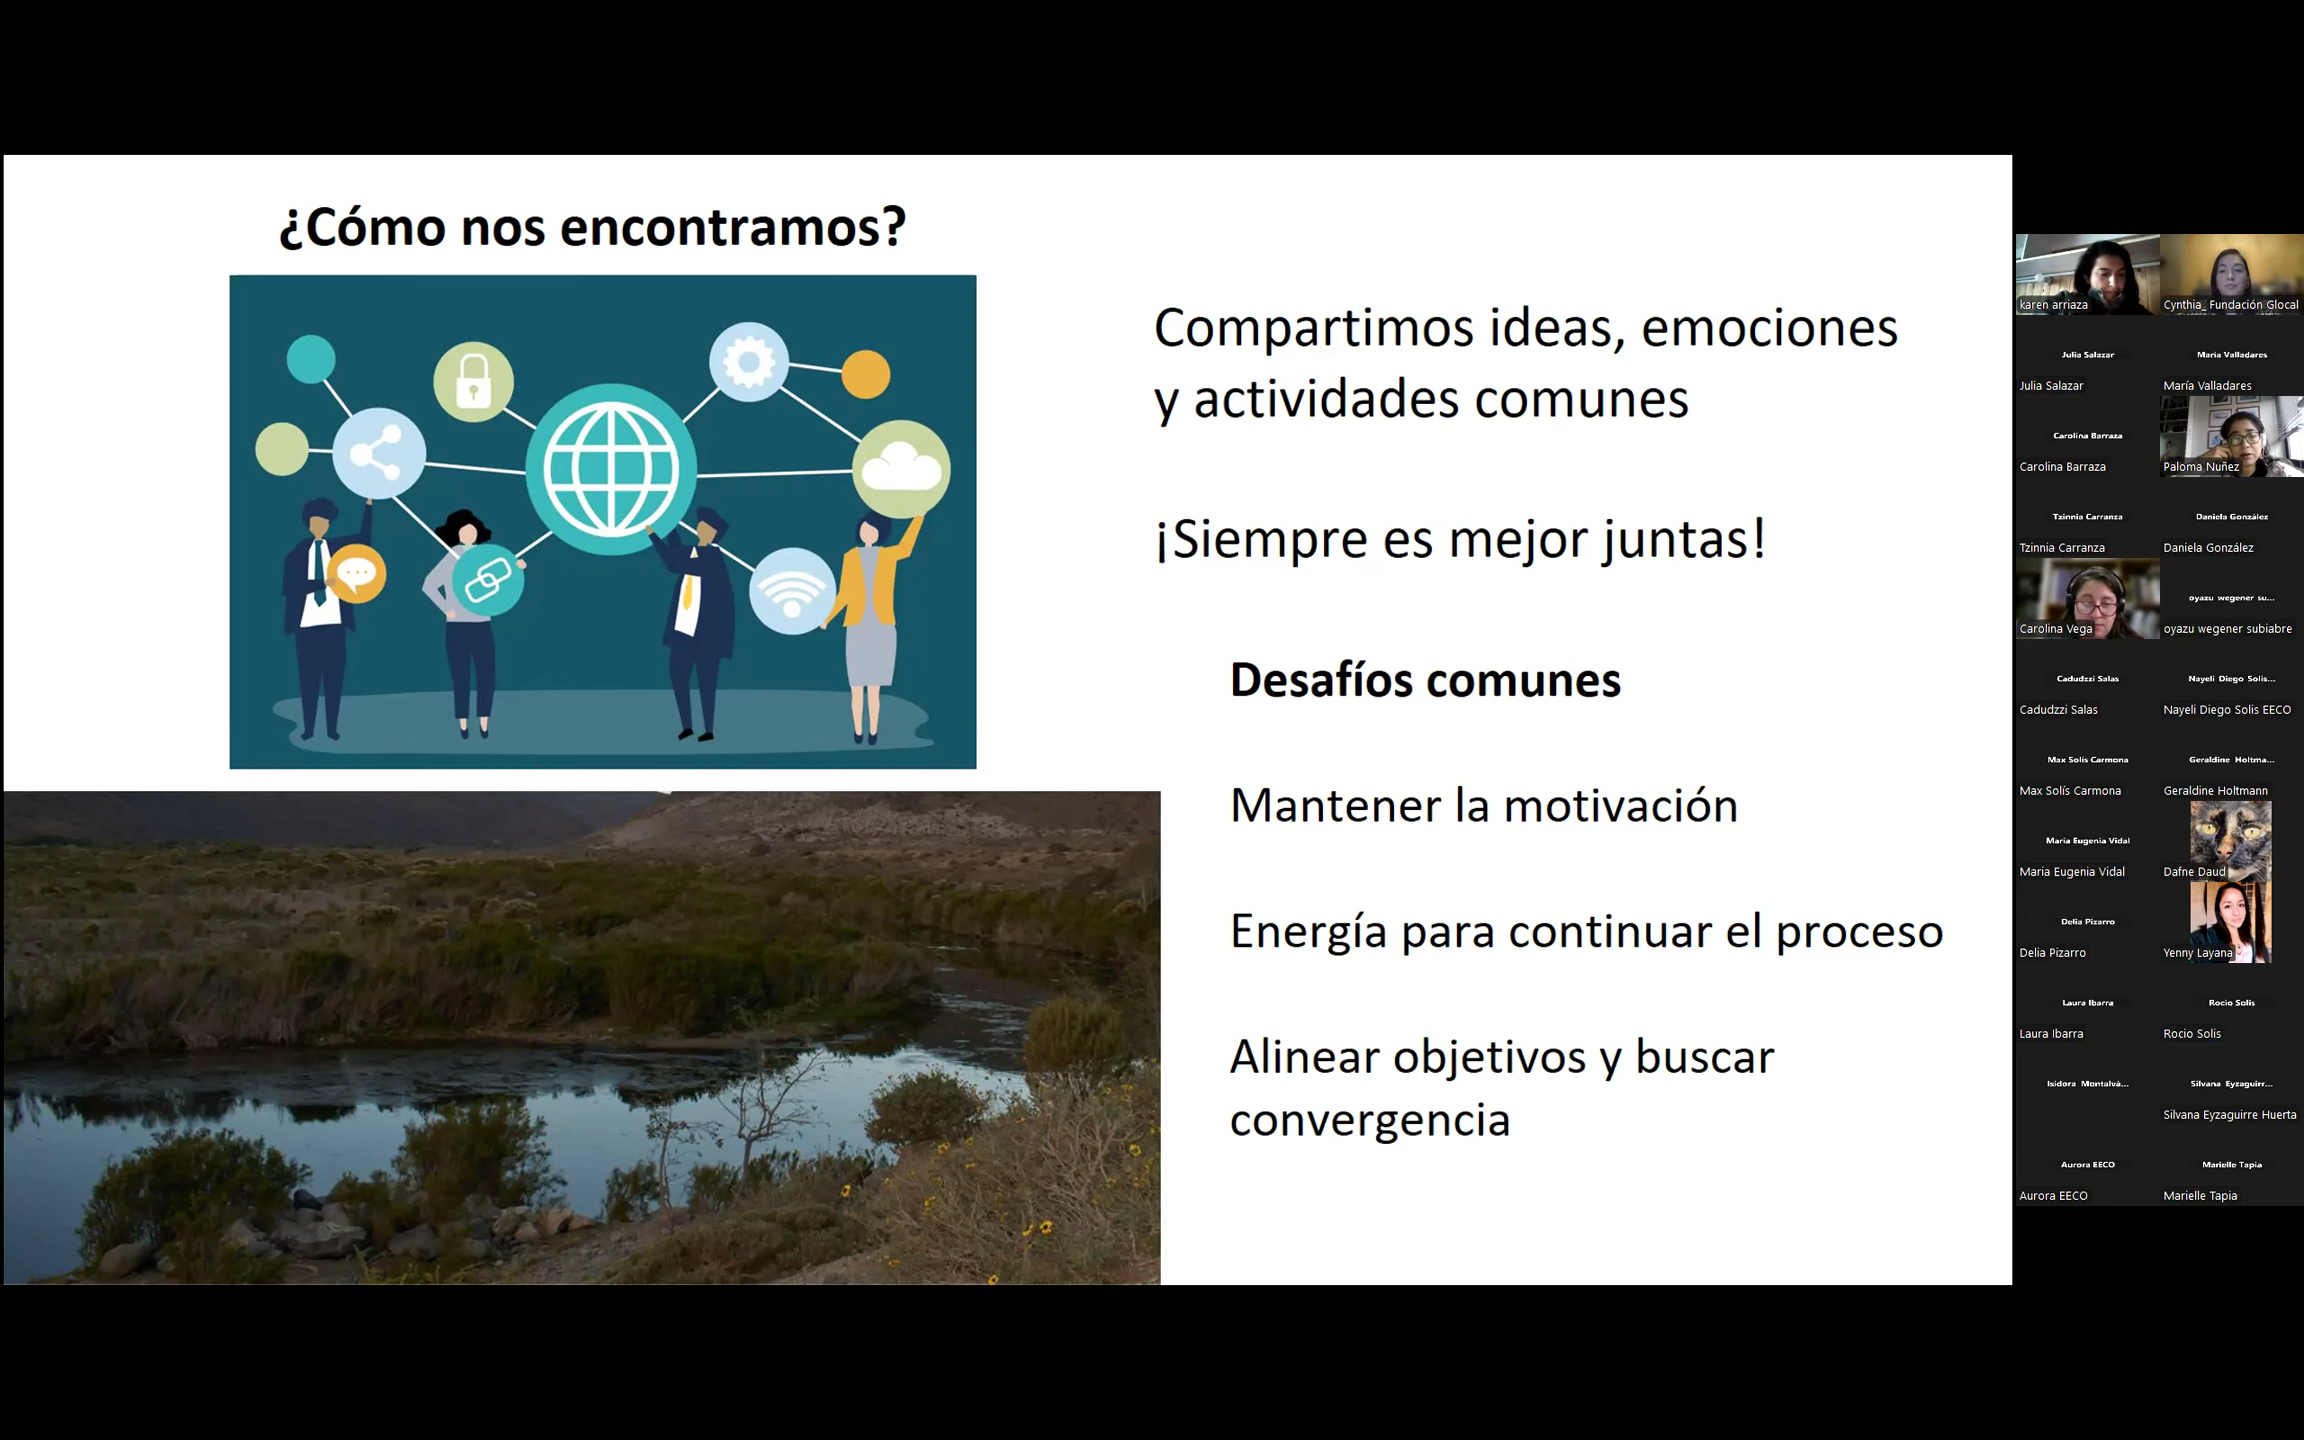 ¿Cómo nos encontramos?
Compartimos ideas, emociones
y actividades comunes
¡Siempre es mejor juntas!
Desafíos comunes
Mantener la motivación
Energía para continuar el proceso
Alinear objetivos y buscar
convergencia
karen arriaza
Cynthia_ Fundación Glocal
Julia Salazar
Julia Salazar
María Valladares
María Valladares
Carolina Barraza
Carolina Barraza
Paloma Nuñez
Tzinnia Carranza
Tzinnia Carranza
Daniela González
Daniela González
Carolina Vega
oyazu wegener su...
oyazu wegener subiabre
Cadudzzi Salas
Cadudzzi Salas
Nayeli Diego Solis...
Nayeli Diego Solis EECO
Max Solís Carmona
Max Solís Carmona
Geraldine Holtma...
Geraldine Holtmann
Maria Eugenia Vidal
Maria Eugenia Vidal
Dafne Daud
Delia Pizarro
Delia Pizarro
Yenny Layana
Laura Ibarra
Laura Ibarra
Rocio Solis
Rocio Solis
Isidora Montalvá...
Silvana Eyzaguirr...
Silvana Eyzaguirre Huerta
Aurora EECO
Aurora EECO
Marielle Tapia
Marielle Tapia